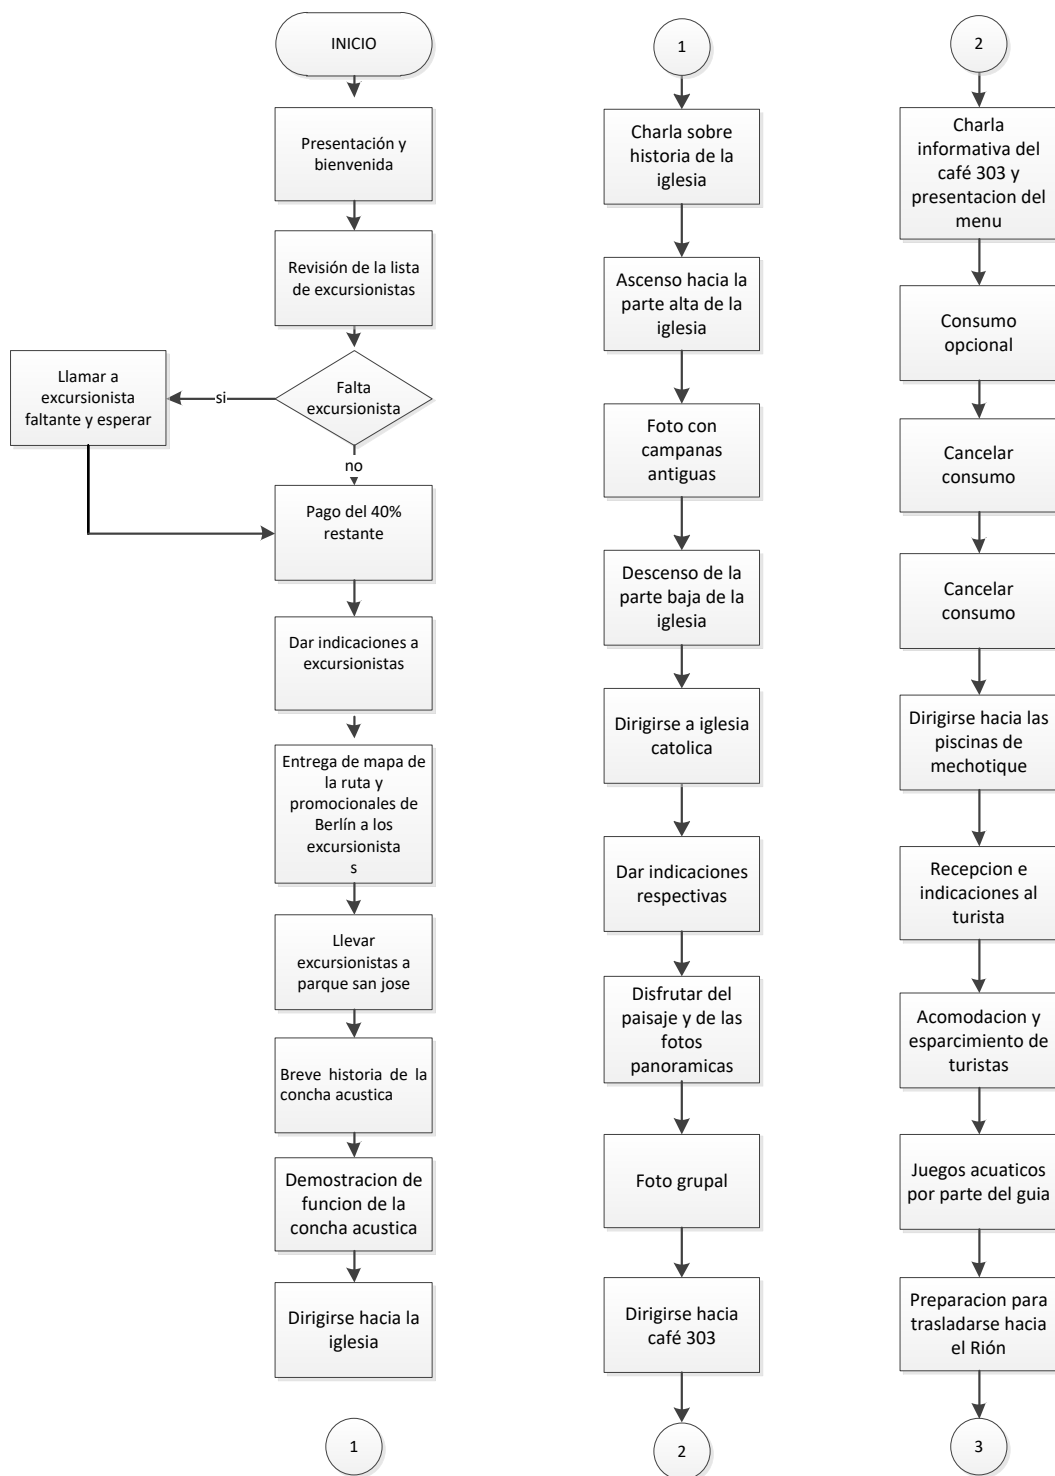 INICIO
Presentación y
bienvenida
Revisión de la lista
de excursionistas
Falta
excursionista
si
Llamar a
excursionista
faltante y esperar
no
Pago del 40%
restante
Dar indicaciones a
excursionistas
Entrega de mapa de
la ruta y
promocionales de
Berlín a los
excursionista
s
Llevar
excursionistas a
parque san jose
Breve historia de la
concha acustica
Demostracion de
funcion de la
concha acustica
Dirigirse hacia la
iglesia
1
1
Charla sobre
historia de la
iglesia
Ascenso hacia la
parte alta de la
iglesia
Foto con
campanas
antiguas
Descenso de la
parte baja de la
iglesia
Dirigirse a iglesia
catolica
Dar indicaciones
respectivas
Disfrutar del
paisaje y de las
fotos
panoramicas
Foto grupal
Dirigirse hacia
café 303
2
2
Charla
informativa del
café 303 y
presentacion del
menu
Consumo
opcional
Cancelar
consumo
Cancelar
consumo
Dirigirse hacia las
piscinas de
mechotique
Recepcion e
indicaciones al
turista
Acomodacion y
esparcimiento de
turistas
Juegos acuaticos
por parte del guia
Preparacion para
trasladarse hacia
el Rión
3